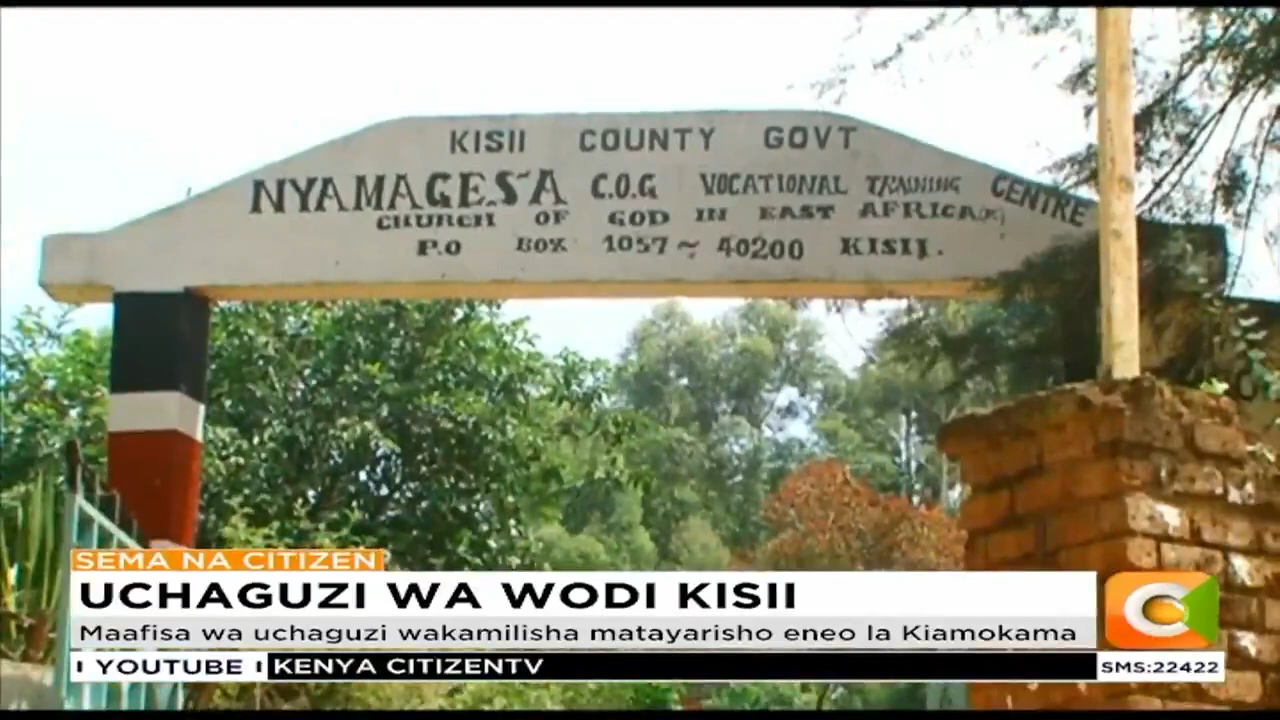 KISII COUNTY GOVT
NYAMAGESA C.O.G VOCATIONAL TRAINING CENTRE
CHURCH OF GOD IN EAST AFRICA(K)
P.O BOX 1057 ~ 40200 KISII.
SEMA NA CITIZEN
UCHAGUZI WA WODI KISII
Maafisa wa uchaguzi wakamilisha matayarisho eneo la Kiamokama
YOUTUBE KENYA CITIZENTV
SMS:22422